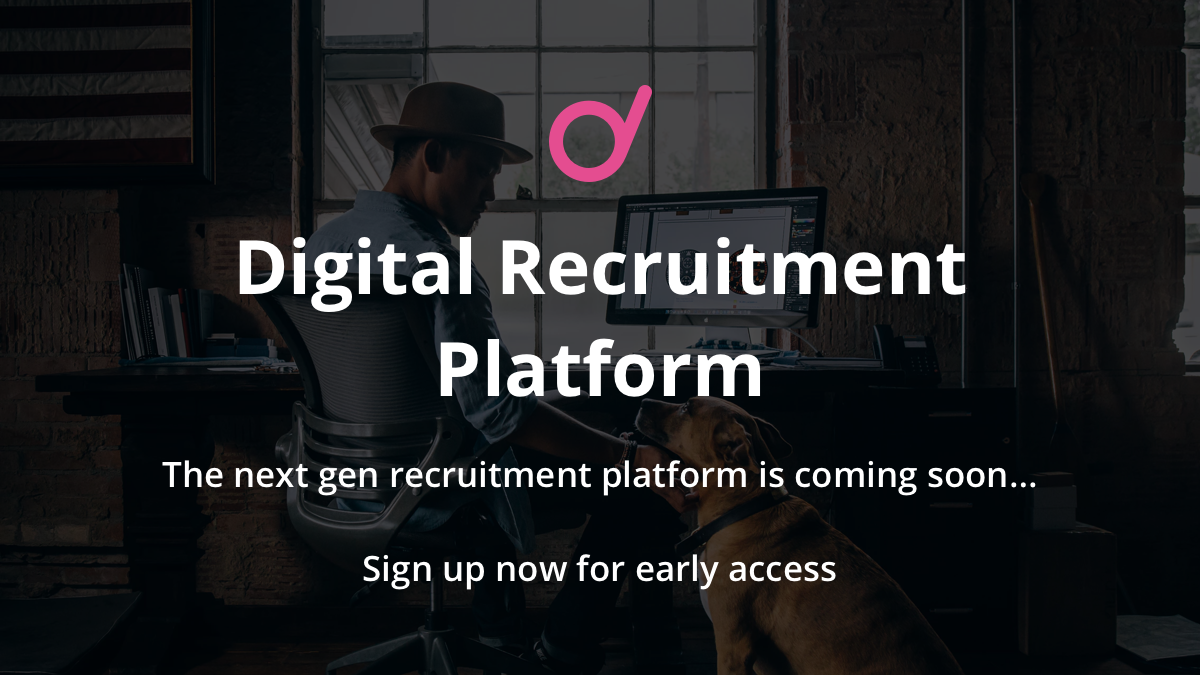 Digital Recruitment
Platform
The next gen recruitment platform is coming soon...
Sign up now for early access